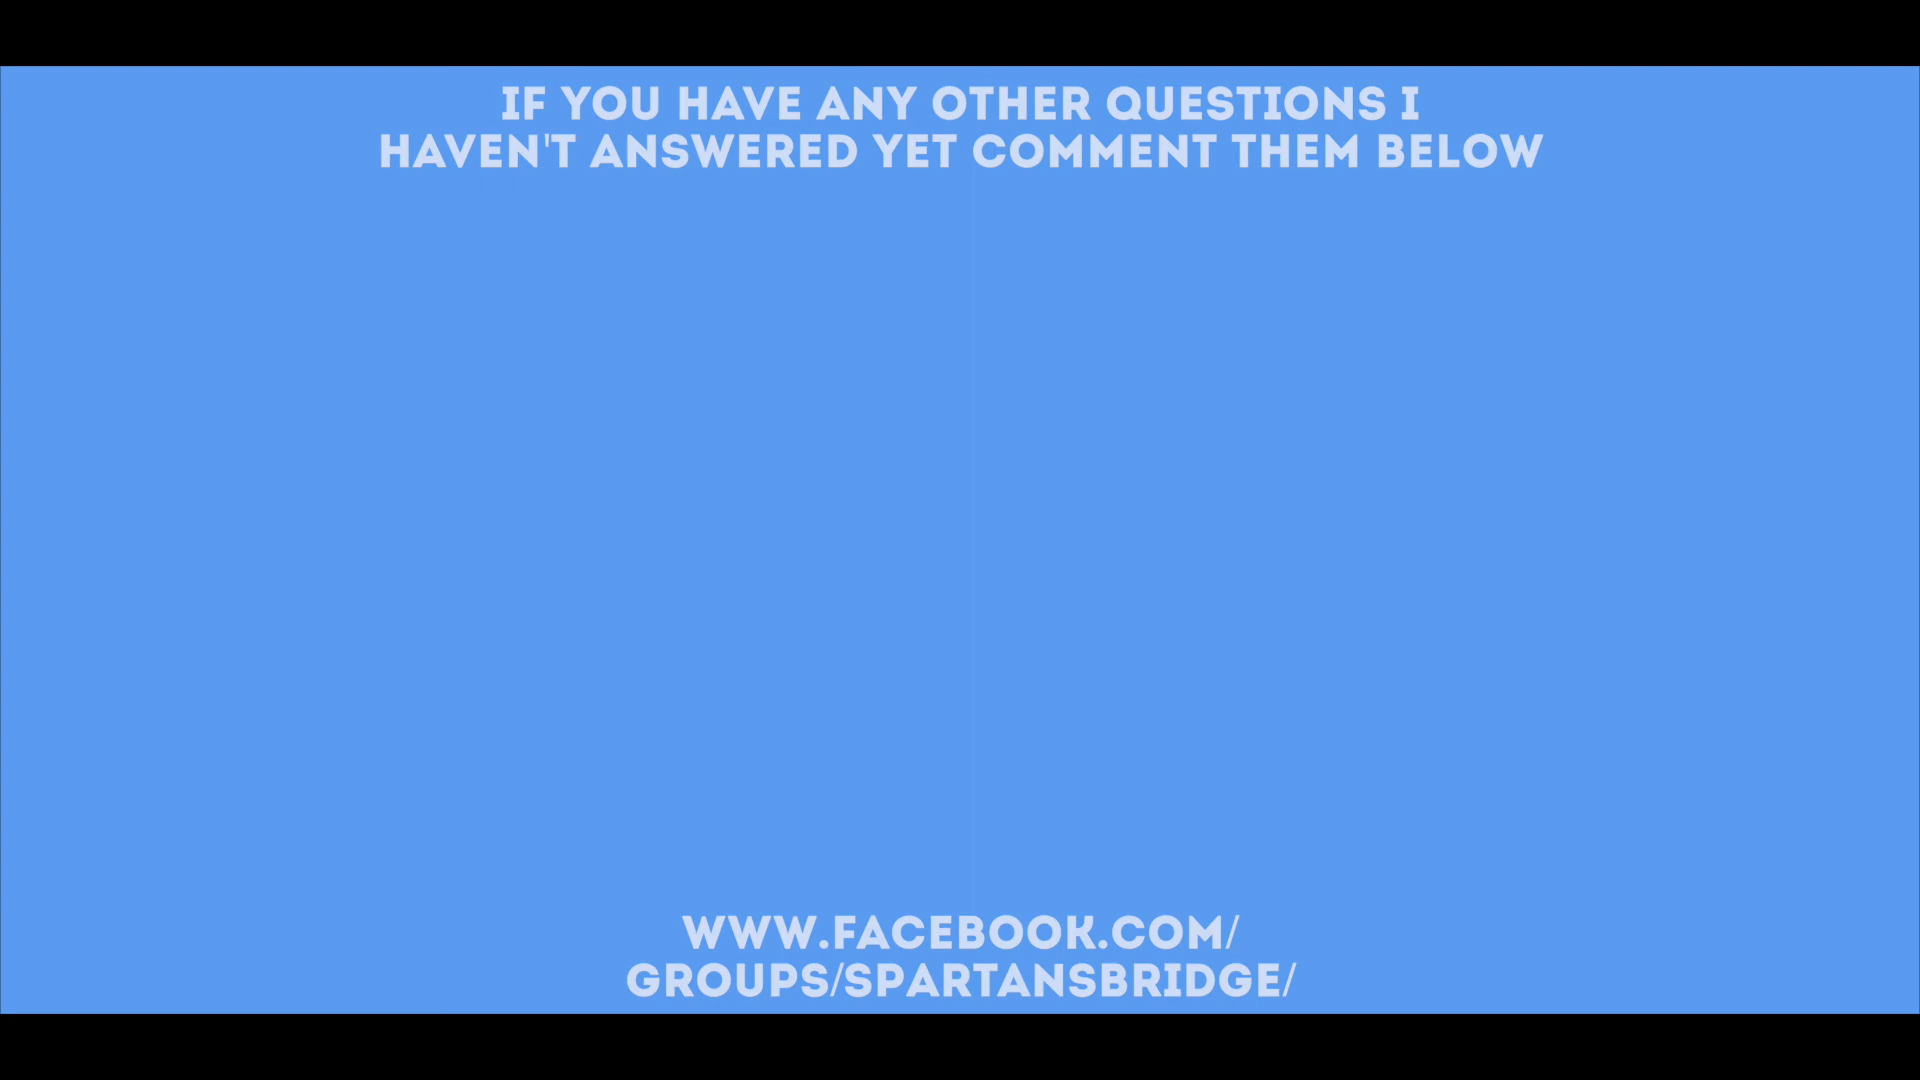 IF YOU HAVE ANY OTHER QUESTIONS I
HAVEN'T ANSWERED YET COMMENT THEM BELOW
WWW.FACEBOOK.COM/
GROUPS/SPARTANSBRIDGE/